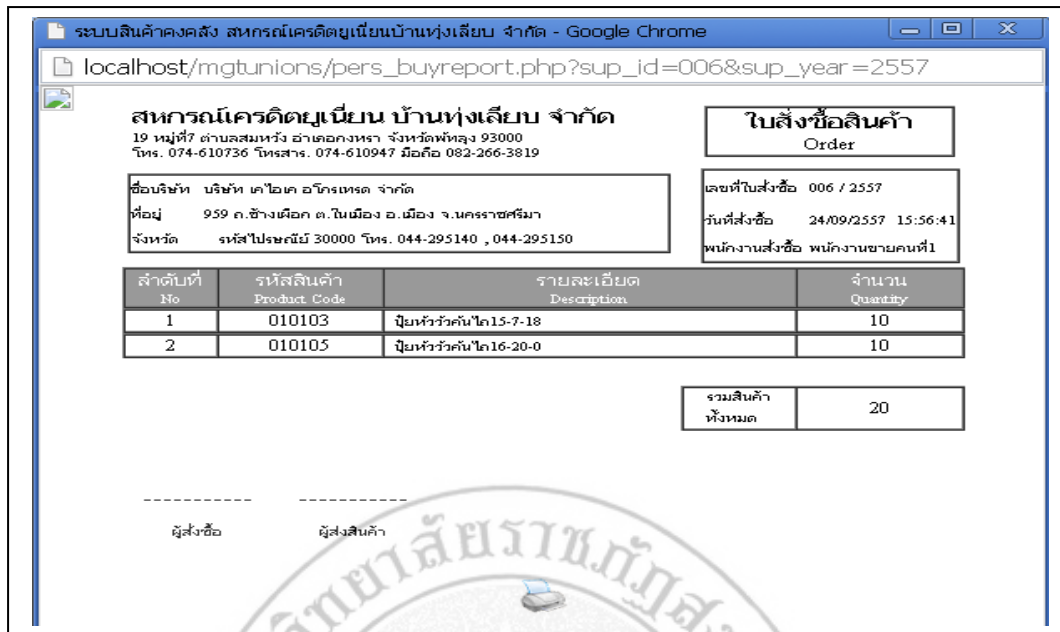 ระบบสินค้าคงคลัง สหกรณ์เครดิตยูเนี่ยนบ้านทุ่งเลียบ จำกัด - Google Chrome
localhost/mgtunions/pers_buyreport.php?sup_id=006&sup_year=2557
สหกรณ์เครดิตยูเนี่ยน บ้านทุ่งเลียบ จำกัด
ใบสั่งซื้อสินค้า
19 หมู่ที่7 ตำบลสมหวัง อำเภอกงหรา จังหวัดพัทลุง 93000
Order
โทร. 074-610736 โทรสาร. 074-610947 มือถือ 082-266-3819
ชื่อบริษัท บริษัท เคไอเค อโกรเทรด จำกัด
เลขที่ใบสั่งซื้อ 006 / 2557
ที่อยู่ 959 ถ.ช้างเผือก ต.ในเมือง อ.เมือง จ.นครราชศรีมา
วันที่สั่งซื้อ 24/09/2557 15:56:41
จังหวัด รหัสไปรษณีย์ 30000 โทร. 044-295140 , 044-295150
พนักงานสั่งซื้อ พนักงานขายคนที่1
ลำดับที่ รหัสสินค้า รายละเอียด จำนวน
No Product Code Description Quantity
1 010103 ปุ๋ยหัววัวคันไถ15-7-18 10
2 010105 ปุ๋ยหัววัวคันไถ16-20-0 10
รวมสินค้า
ทั้งหมด 20
ผู้สั่งซื้อ ผู้ส่งสินค้า